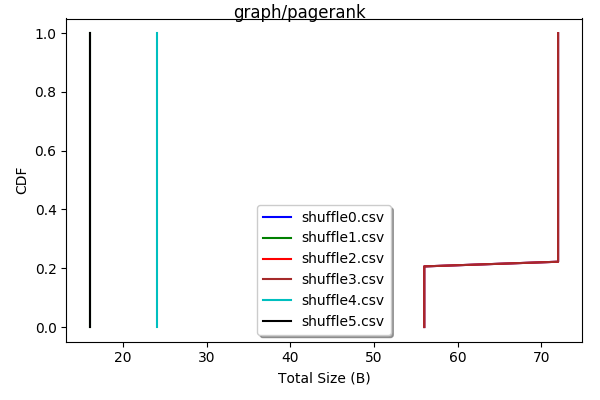 graph/pagerank
1.0
0.8
0.6
0.4
0.2
0.0
CDF
shuffle0.csv
shuffle1.csv
shuffle2.csv
shuffle3.csv
shuffle4.csv
shuffle5.csv
20 30 40 50 60 70
Total Size (B)